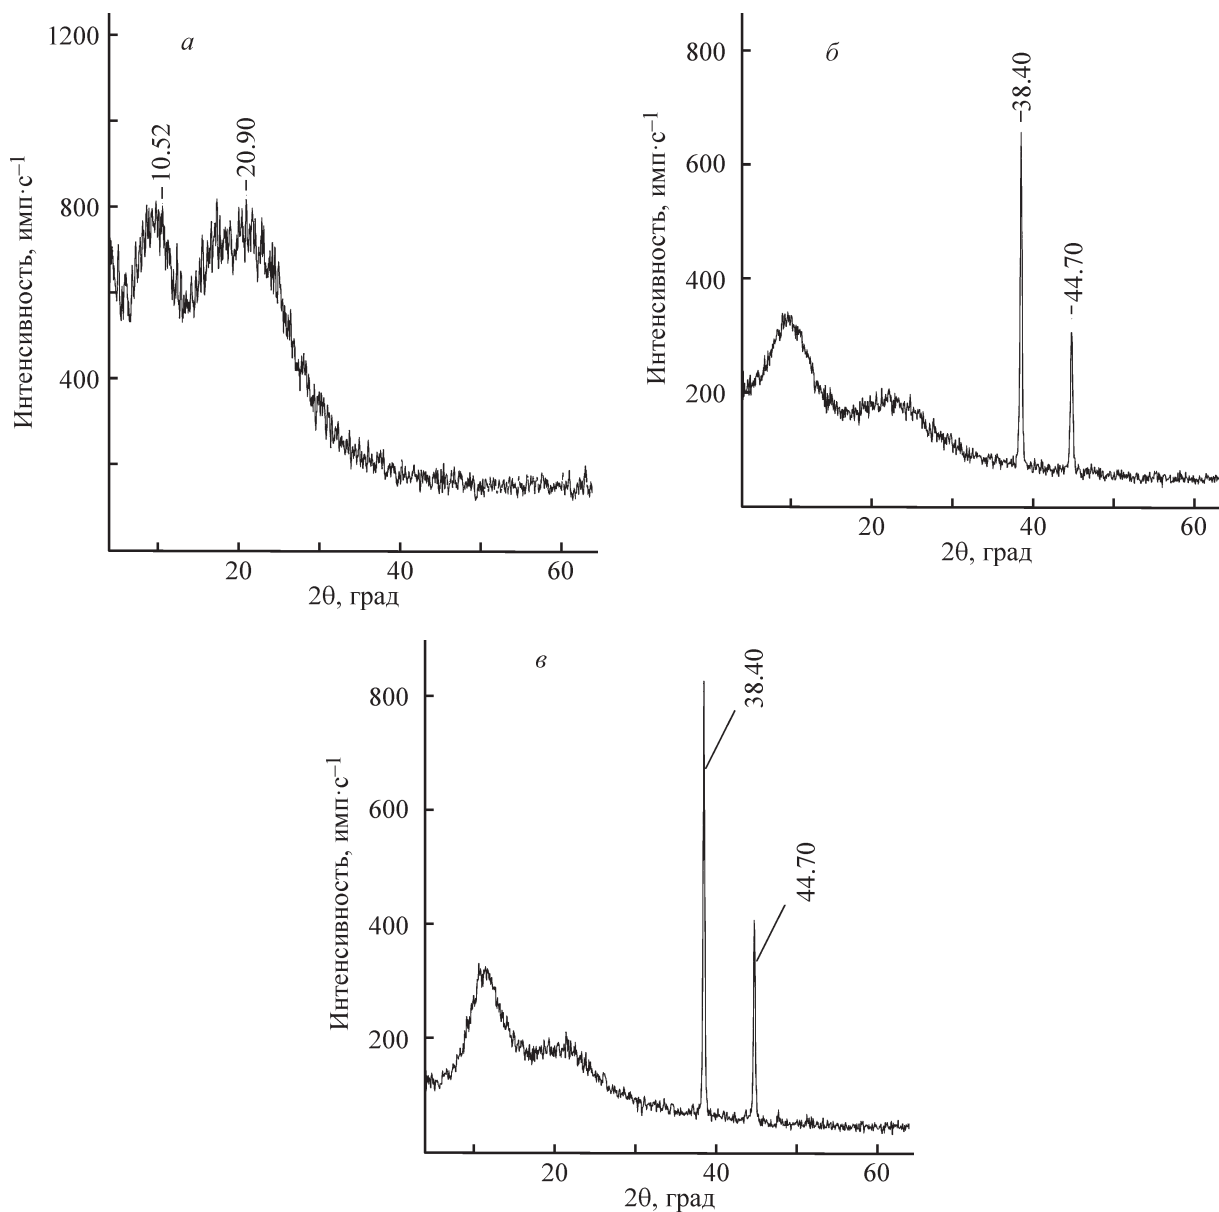 а
1200
800
400
10.52
20.90
Интенсивность, имп·с⁻¹
20 40 60
2θ, град
б
800
600
400
200
38.40
44.70
Интенсивность, имп·с⁻¹
20 40 60
2θ, град
в
800
600
400
200
38.40
44.70
Интенсивность, имп·с⁻¹
20 40 60
2θ, град